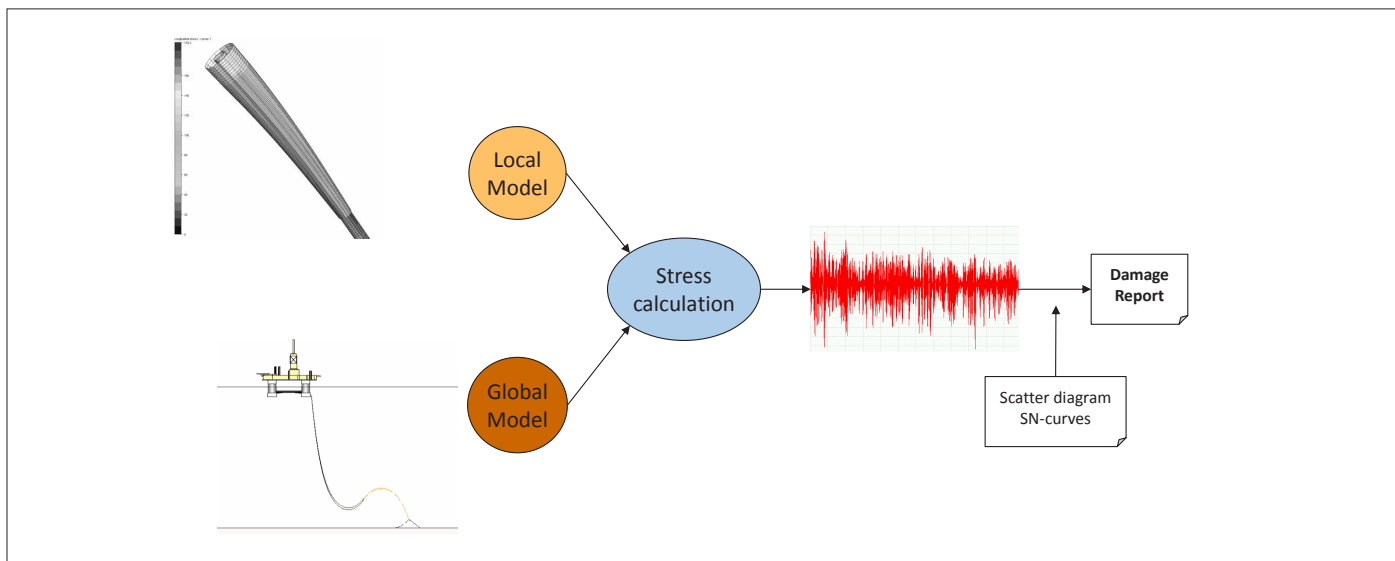 Local
Model
Stress
calculation
Damage
Report
Global
Model
Scatter diagram
SN-curves